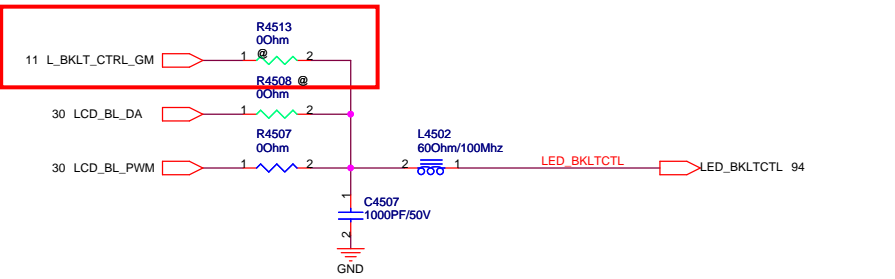 R4513
0Ohm
11 L_BKLT_CTRL_GM 1 @ 2
R4508 @
0Ohm
30 LCD_BL_DA 1 2
R4507
0Ohm
30 LCD_BL_PWM 1 2
L4502
60Ohm/100Mhz
2 1 LED_BKLTCTL LED_BKLTCTL 94
1
C4507
1000PF/50V
2
GND